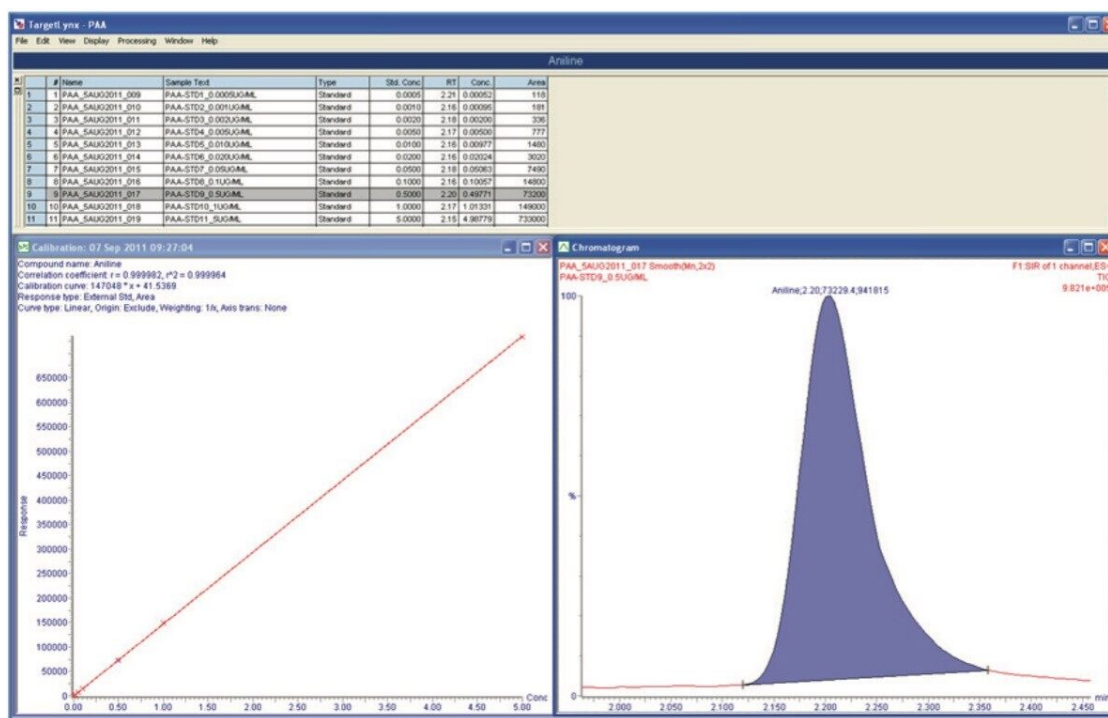 TargetLynx - PAA
File Edit View Display Processing Window Help
Aniline
# Name Sample Text Type Std. Conc RT Conc. Area
1 1 PAA_5AUG2011_009 PAA-STD1_0.0005UG/ML Standard 0.0005 2.21 0.00052 118
2 2 PAA_5AUG2011_010 PAA-STD2_0.001UG/ML Standard 0.0010 2.16 0.00095 181
3 3 PAA_5AUG2011_011 PAA-STD3_0.002UG/ML Standard 0.0020 2.18 0.00200 336
4 4 PAA_5AUG2011_012 PAA-STD4_0.005UG/ML Standard 0.0050 2.17 0.00500 777
5 5 PAA_5AUG2011_013 PAA-STD5_0.010UG/ML Standard 0.0100 2.16 0.00977 1480
6 6 PAA_5AUG2011_014 PAA-STD6_0.020UG/ML Standard 0.0200 2.16 0.02024 3020
7 7 PAA_5AUG2011_015 PAA-STD7_0.05UG/ML Standard 0.0500 2.18 0.05063 7490
8 8 PAA_5AUG2011_016 PAA-STD8_0.1UG/ML Standard 0.1000 2.16 0.10057 14800
9 9 PAA_5AUG2011_017 PAA-STD9_0.5UG/ML Standard 0.5000 2.20 0.49771 73200
10 10 PAA_5AUG2011_018 PAA-STD10_1UG/ML Standard 1.0000 2.17 1.01331 149000
11 11 PAA_5AUG2011_019 PAA-STD11_5UG/ML Standard 5.0000 2.15 4.98779 733000
Calibration: 07 Sep 2011 09:27:04
Compound name: Aniline
Correlation coefficient: r = 0.999982, r^2 = 0.999964
Calibration curve: 147048 * x + 41.5369
Response type: External Std, Area
Curve type: Linear, Origin: Exclude, Weighting: 1/x, Axis trans: None
650000
600000
550000
500000
450000
400000
350000
300000
250000
200000
150000
100000
50000
0
Response
0.00 0.50 1.00 1.50 2.00 2.50 3.00 3.50 4.00 4.50 5.00
Conc
Chromatogram
PAA_5AUG2011_017 Smooth(Mn,2x2)
PAA-STD9_0.5UG/ML
F1:SIR of 1 channel,ES+
TIC
Aniline;2.20;73229.4;941815
100
%
0
2.000 2.050 2.100 2.150 2.200 2.250 2.300 2.350 2.400 2.450
min